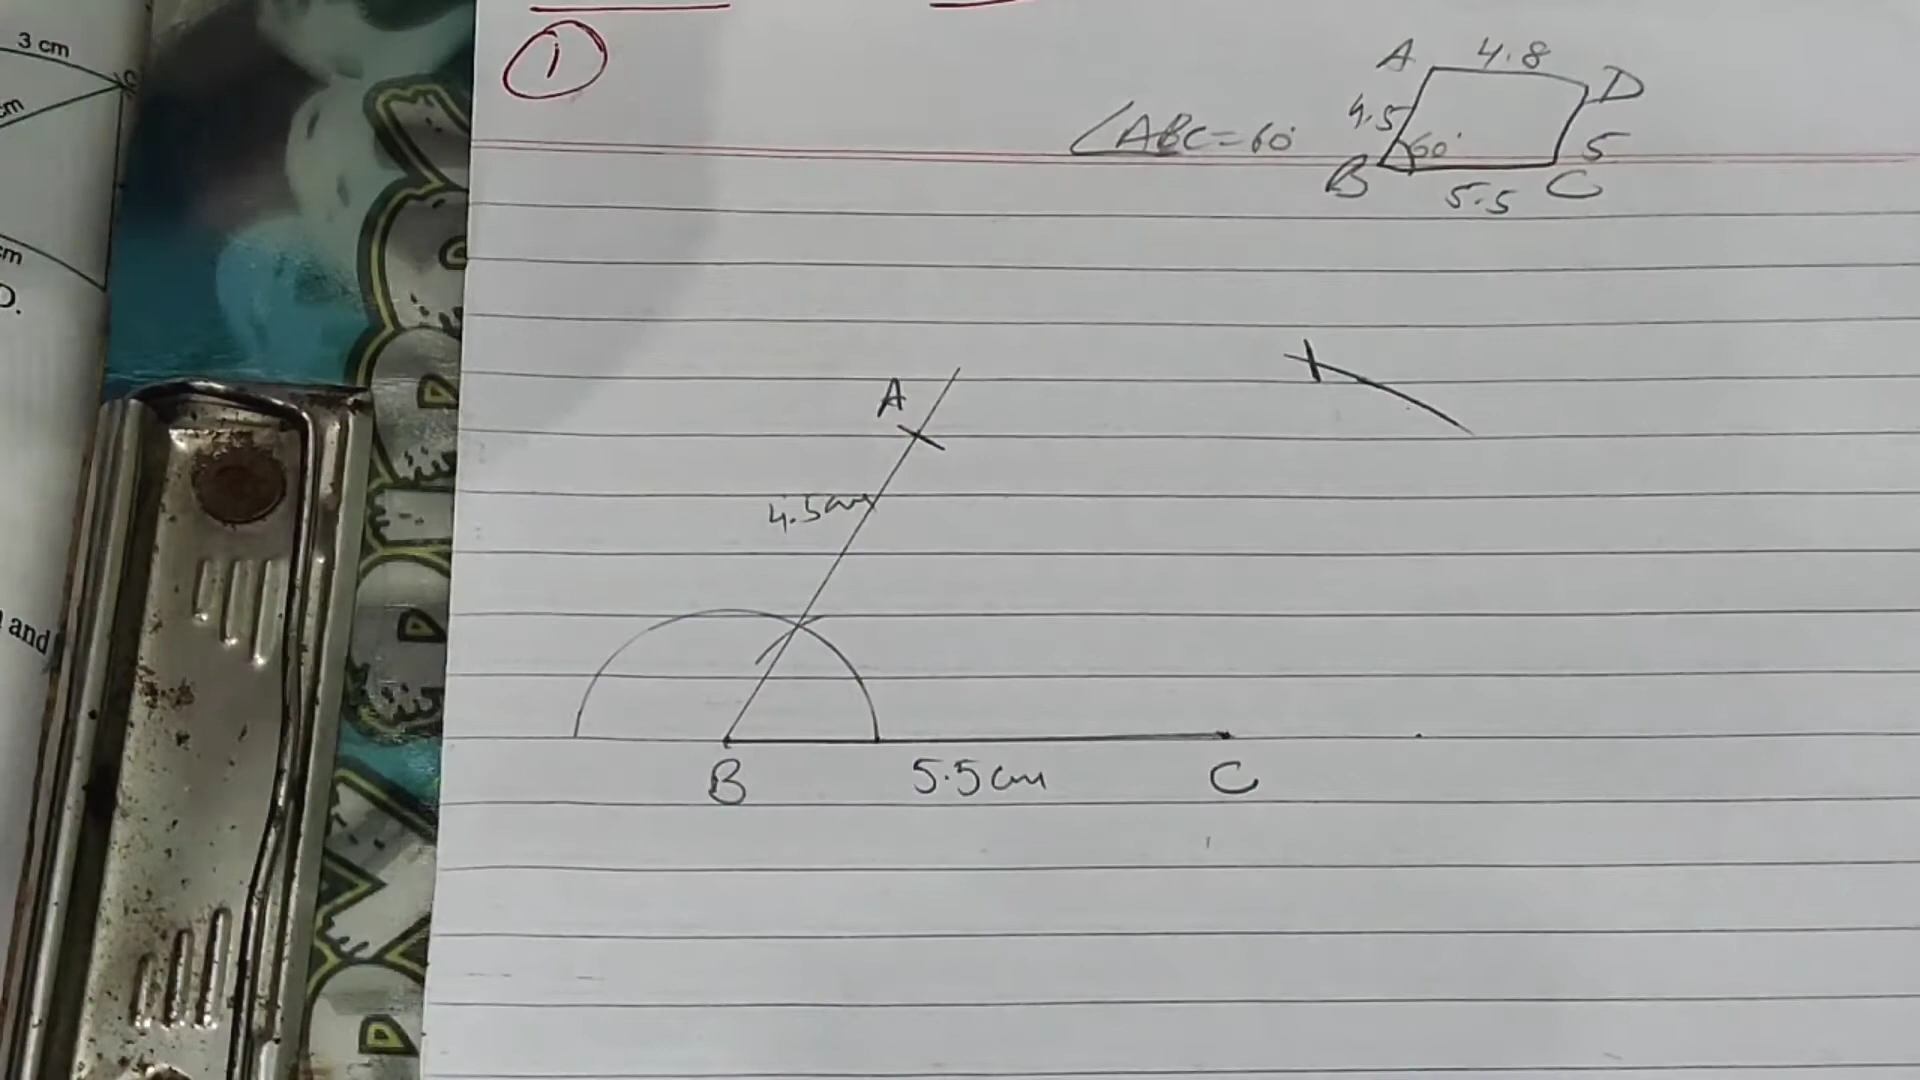 3 cm
cm
cm
D.
and
1
A 4.8 D
4.5
∠ABC=60° 60° 5
B 5.5 C
A
4.5cm
B 5.5cm C